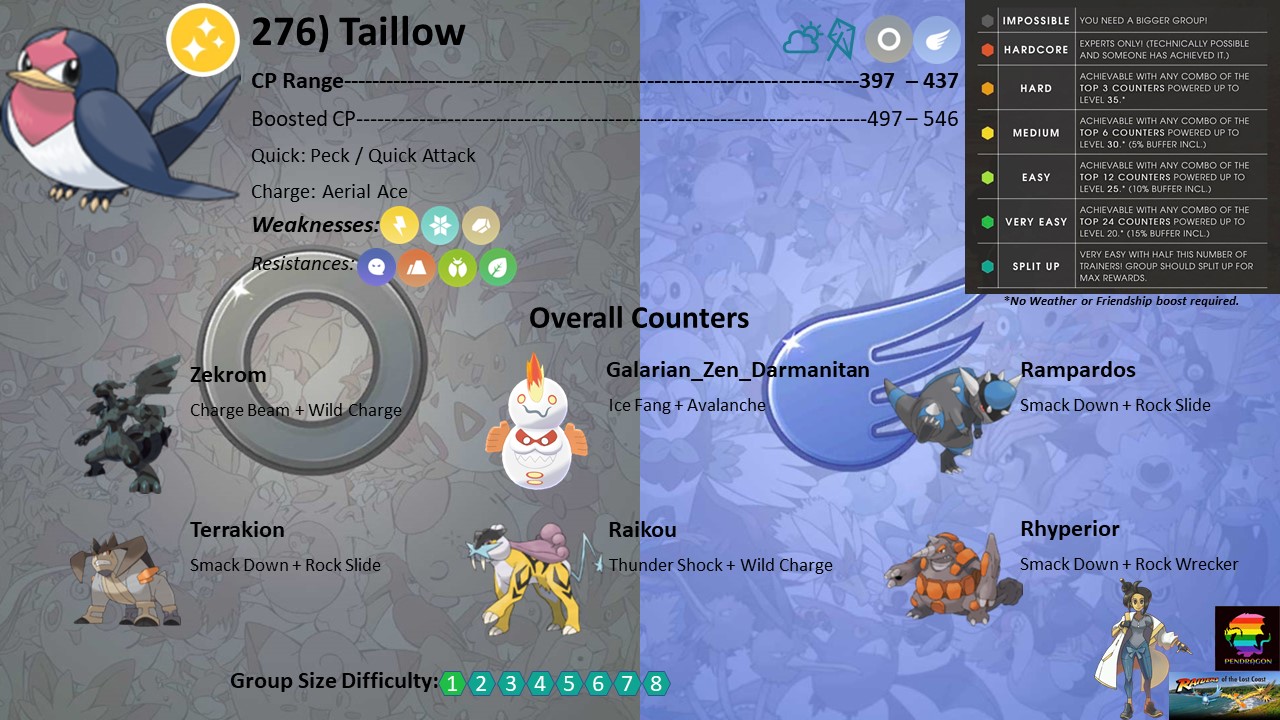 276) Taillow
CP Range---397 – 437
Boosted CP---497 – 546
Quick: Peck / Quick Attack
Charge: Aerial Ace
Weaknesses:
Resistances:
IMPOSSIBLE YOU NEED A BIGGER GROUP!
HARDCORE EXPERTS ONLY! (TECHNICALLY POSSIBLE
AND SOMEONE HAS ACHIEVED IT.)
HARD ACHIEVABLE WITH ANY COMBO OF THE
TOP 3 COUNTERS POWERED UP TO
LEVEL 35.*
MEDIUM ACHIEVABLE WITH ANY COMBO OF THE
TOP 6 COUNTERS POWERED UP TO
LEVEL 30.* (5% BUFFER INCL.)
EASY ACHIEVABLE WITH ANY COMBO OF THE
TOP 12 COUNTERS POWERED UP TO
LEVEL 25.* (10% BUFFER INCL.)
VERY EASY ACHIEVABLE WITH ANY COMBO OF THE
TOP 24 COUNTERS POWERED UP TO
LEVEL 20.* (15% BUFFER INCL.)
SPLIT UP VERY EASY WITH HALF THIS NUMBER OF
TRAINERS! GROUP SHOULD SPLIT UP FOR
MAX REWARDS.
*No Weather or Friendship boost required.
Overall Counters
Zekrom
Charge Beam + Wild Charge
Galarian_Zen_Darmanitan
Ice Fang + Avalanche
Rampardos
Smack Down + Rock Slide
Terrakion
Smack Down + Rock Slide
Raikou
Thunder Shock + Wild Charge
Rhyperior
Smack Down + Rock Wrecker
Group Size Difficulty: 1 2 3 4 5 6 7 8
PENDRAGON
RAIDERS of the Lost Coast